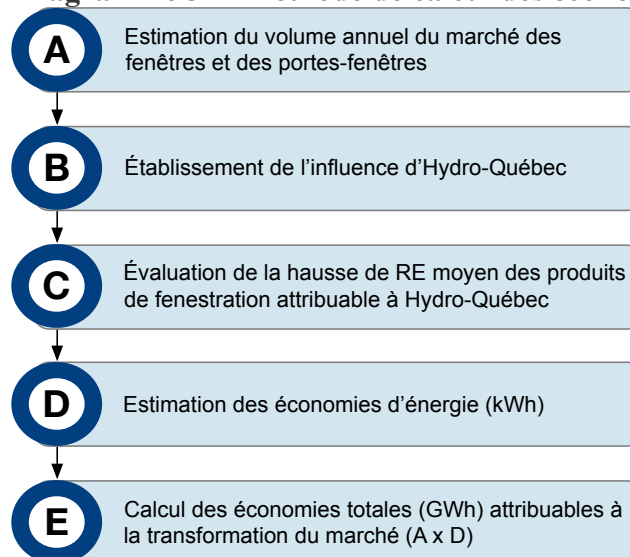 A
Estimation du volume annuel du marché des
fenêtres et des portes-fenêtres
B
Établissement de l'influence d'Hydro-Québec
C
Évaluation de la hausse de RE moyen des produits
de fenestration attribuable à Hydro-Québec
D
Estimation des économies d'énergie (kWh)
E
Calcul des économies totales (GWh) attribuables à
la transformation du marché (A x D)